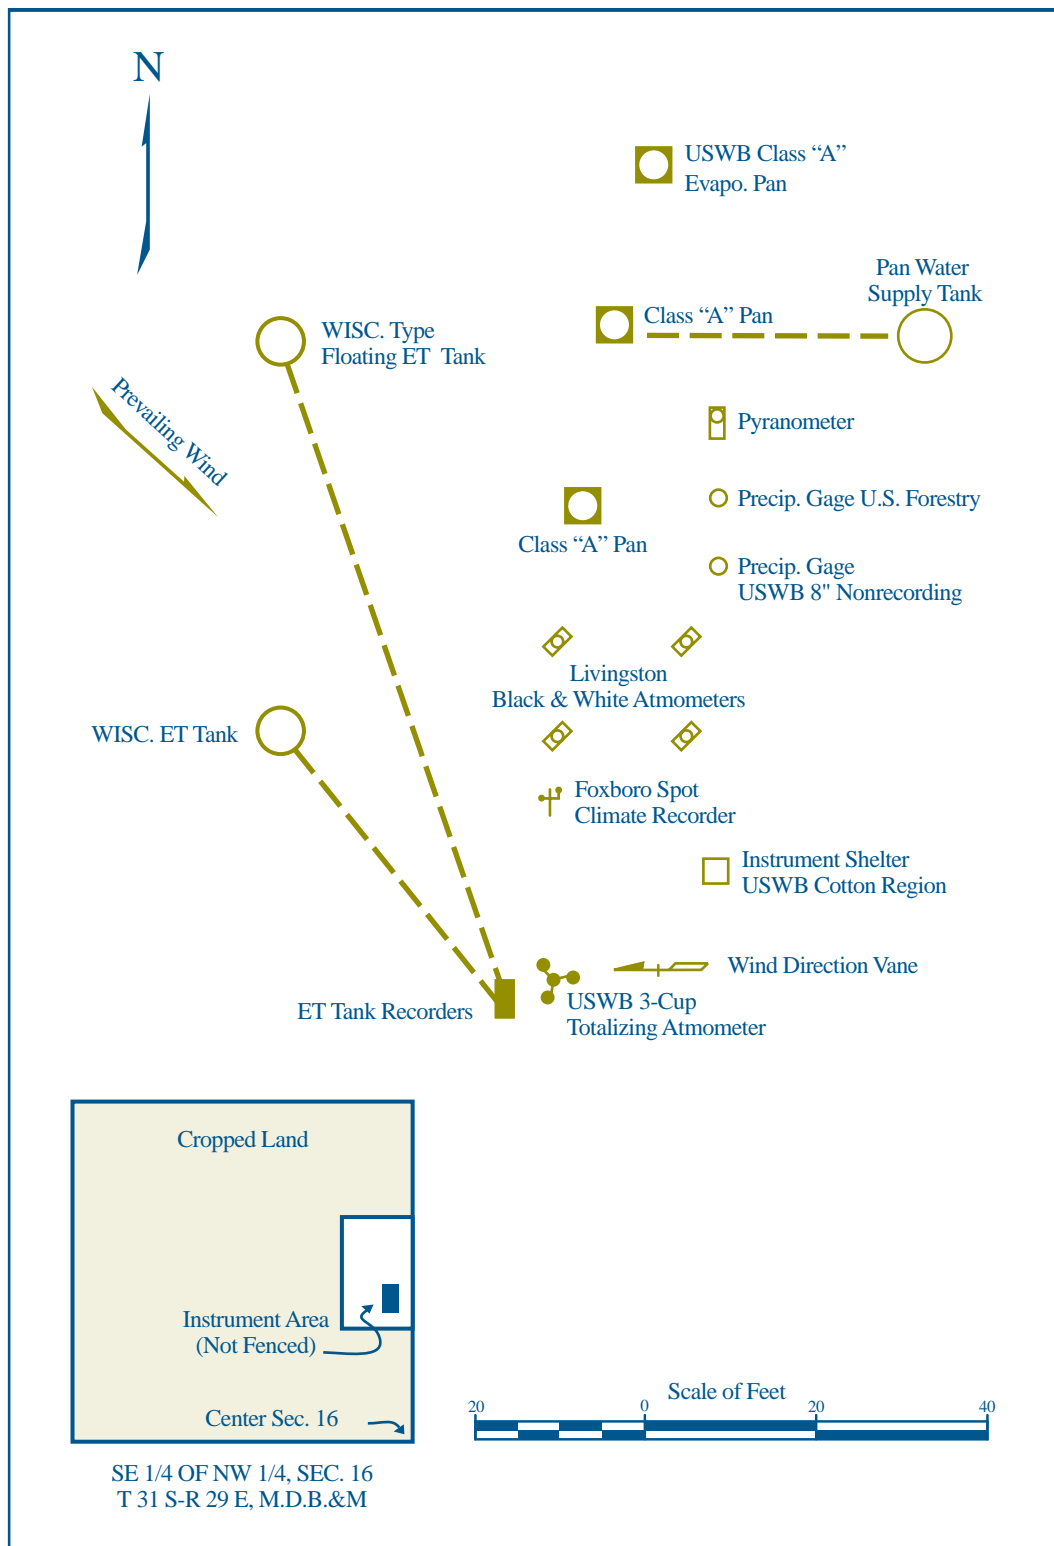 N
USWB Class “A”
Evapo. Pan
Pan Water
Supply Tank
Class “A” Pan
WISC. Type
Floating ET Tank
Prevailing Wind
Pyranometer
Precip. Gage U.S. Forestry
Class “A” Pan
Precip. Gage
USWB 8" Nonrecording
Livingston
Black & White Atmometers
WISC. ET Tank
Foxboro Spot
Climate Recorder
Instrument Shelter
USWB Cotton Region
Wind Direction Vane
ET Tank Recorders
USWB 3-Cup
Totalizing Atmometer
Cropped Land
Instrument Area
(Not Fenced)
Center Sec. 16
SE 1/4 OF NW 1/4, SEC. 16
T 31 S-R 29 E, M.D.B.&M
Scale of Feet
20 0 20 40